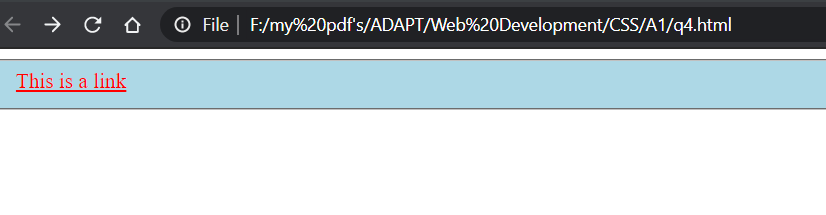 File F:/my%20pdf's/ADAPT/Web%20Development/CSS/A1/q4.html
This is a link